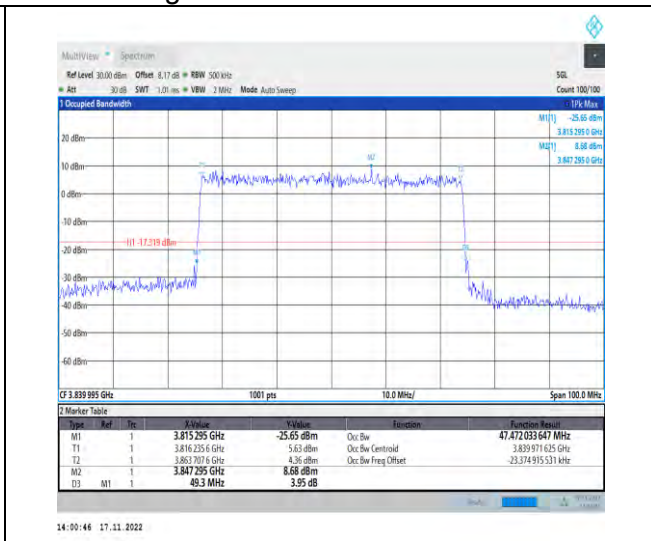 MultiView Spectrum
Ref Level 30.00 dBm Offset 8.17 dB RBW 500 kHz SGL
Att 30 dB SWT 1.01 ms VBW 2 MHz Mode Auto Sweep Count 100/100
1 Occupied Bandwidth 1Pk Max
M1[1] -25.65 dBm
3.815 295 0 GHz
M2[1] 8.68 dBm
3.847 295 0 GHz
20 dBm
10 dBm
0 dBm
-10 dBm
H1 -17.319 dBm
-20 dBm
-30 dBm
-40 dBm
-50 dBm
-60 dBm
M2
CF 3.839 995 GHz 1001 pts 10.0 MHz/ Span 100.0 MHz
2 Marker Table
Type Ref Trc X-Value Y-Value Function Function Result
M1 1 3.815 295 GHz -25.65 dBm Occ Bw 47.472 033 647 MHz
T1 1 3.816 235 6 GHz 5.63 dBm Occ Bw Centroid 3.839 971 625 GHz
T2 1 3.863 707 6 GHz 4.36 dBm Occ Bw Freq Offset -23.374 915 531 kHz
M2 1 3.847 295 GHz 8.68 dBm
D3 M1 1 49.3 MHz 3.95 dB
14:00:46 17.11.2022